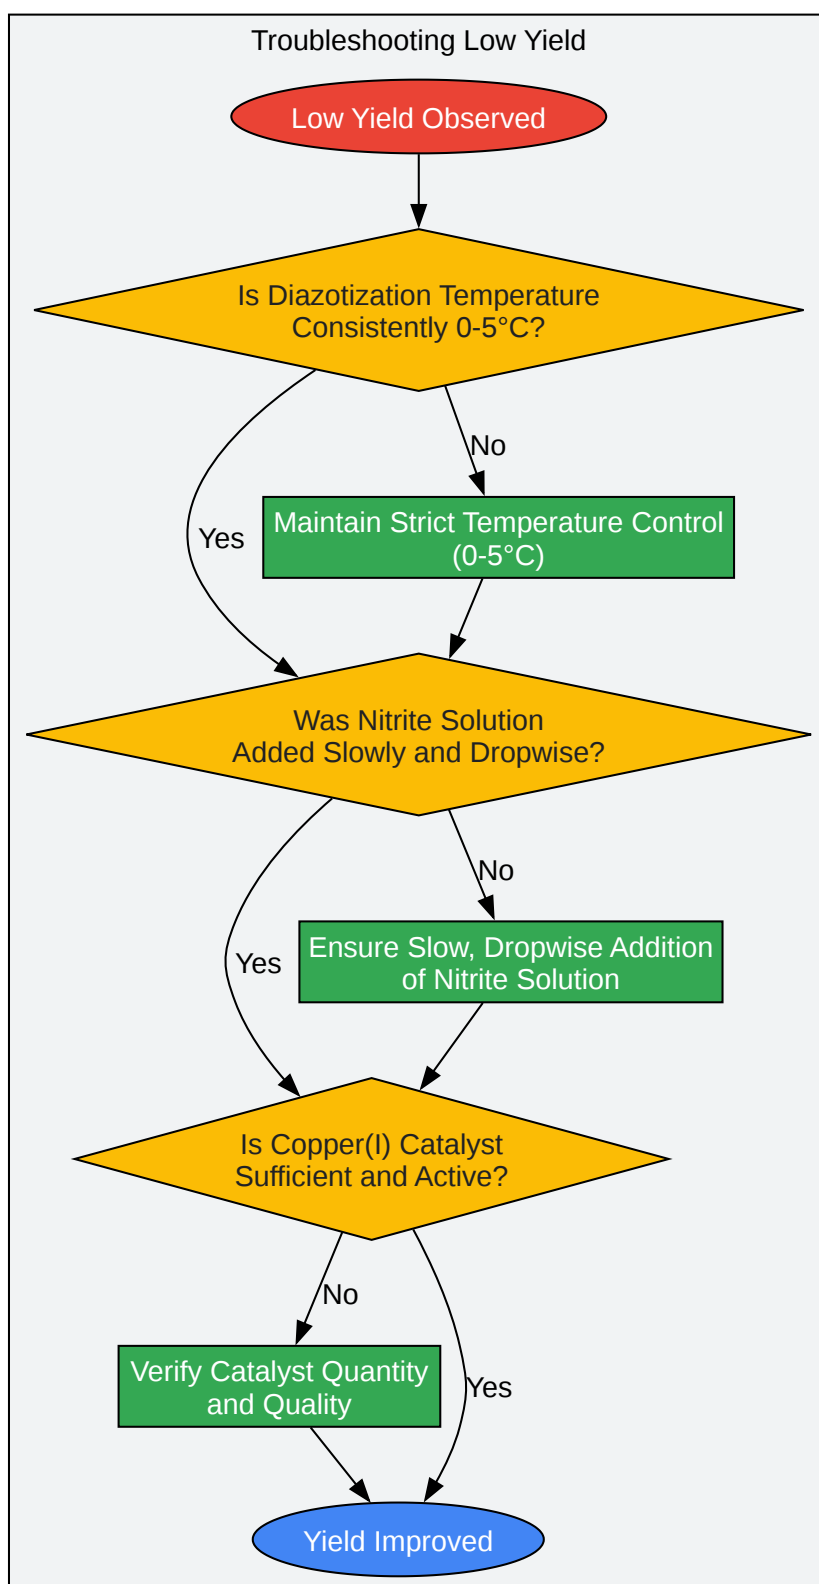 Troubleshooting Low Yield
Low Yield Observed
Is Diazotization Temperature
Consistently 0-5°C?
No
Maintain Strict Temperature Control
(0-5°C)
Yes
Was Nitrite Solution
Added Slowly and Dropwise?
No
Ensure Slow, Dropwise Addition
of Nitrite Solution
Yes
Is Copper(I) Catalyst
Sufficient and Active?
No
Verify Catalyst Quantity
and Quality
Yes
Yield Improved